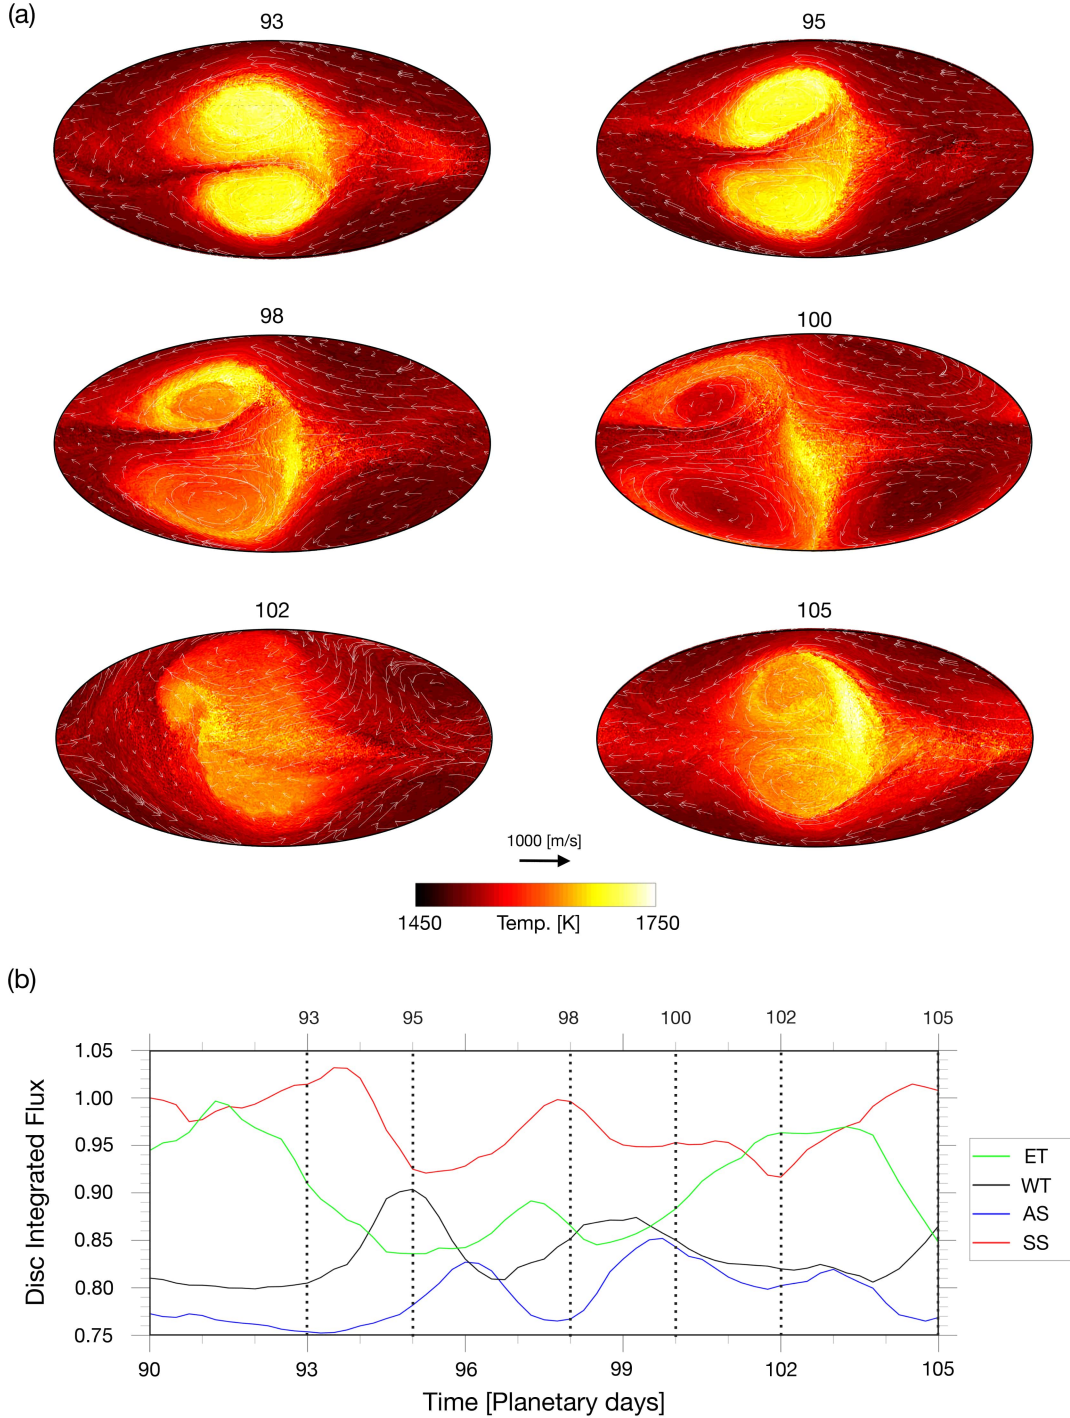 (a)
93
95
98
100
102
105
1000 [m/s]
1450 Temp. [K] 1750
(b)
93 95 98 100 102 105
1.05
1.00
0.95
0.90
0.85
0.80
0.75
Disc Integrated Flux
90 93 96 99 102 105
Time [Planetary days]
ET
WT
AS
SS